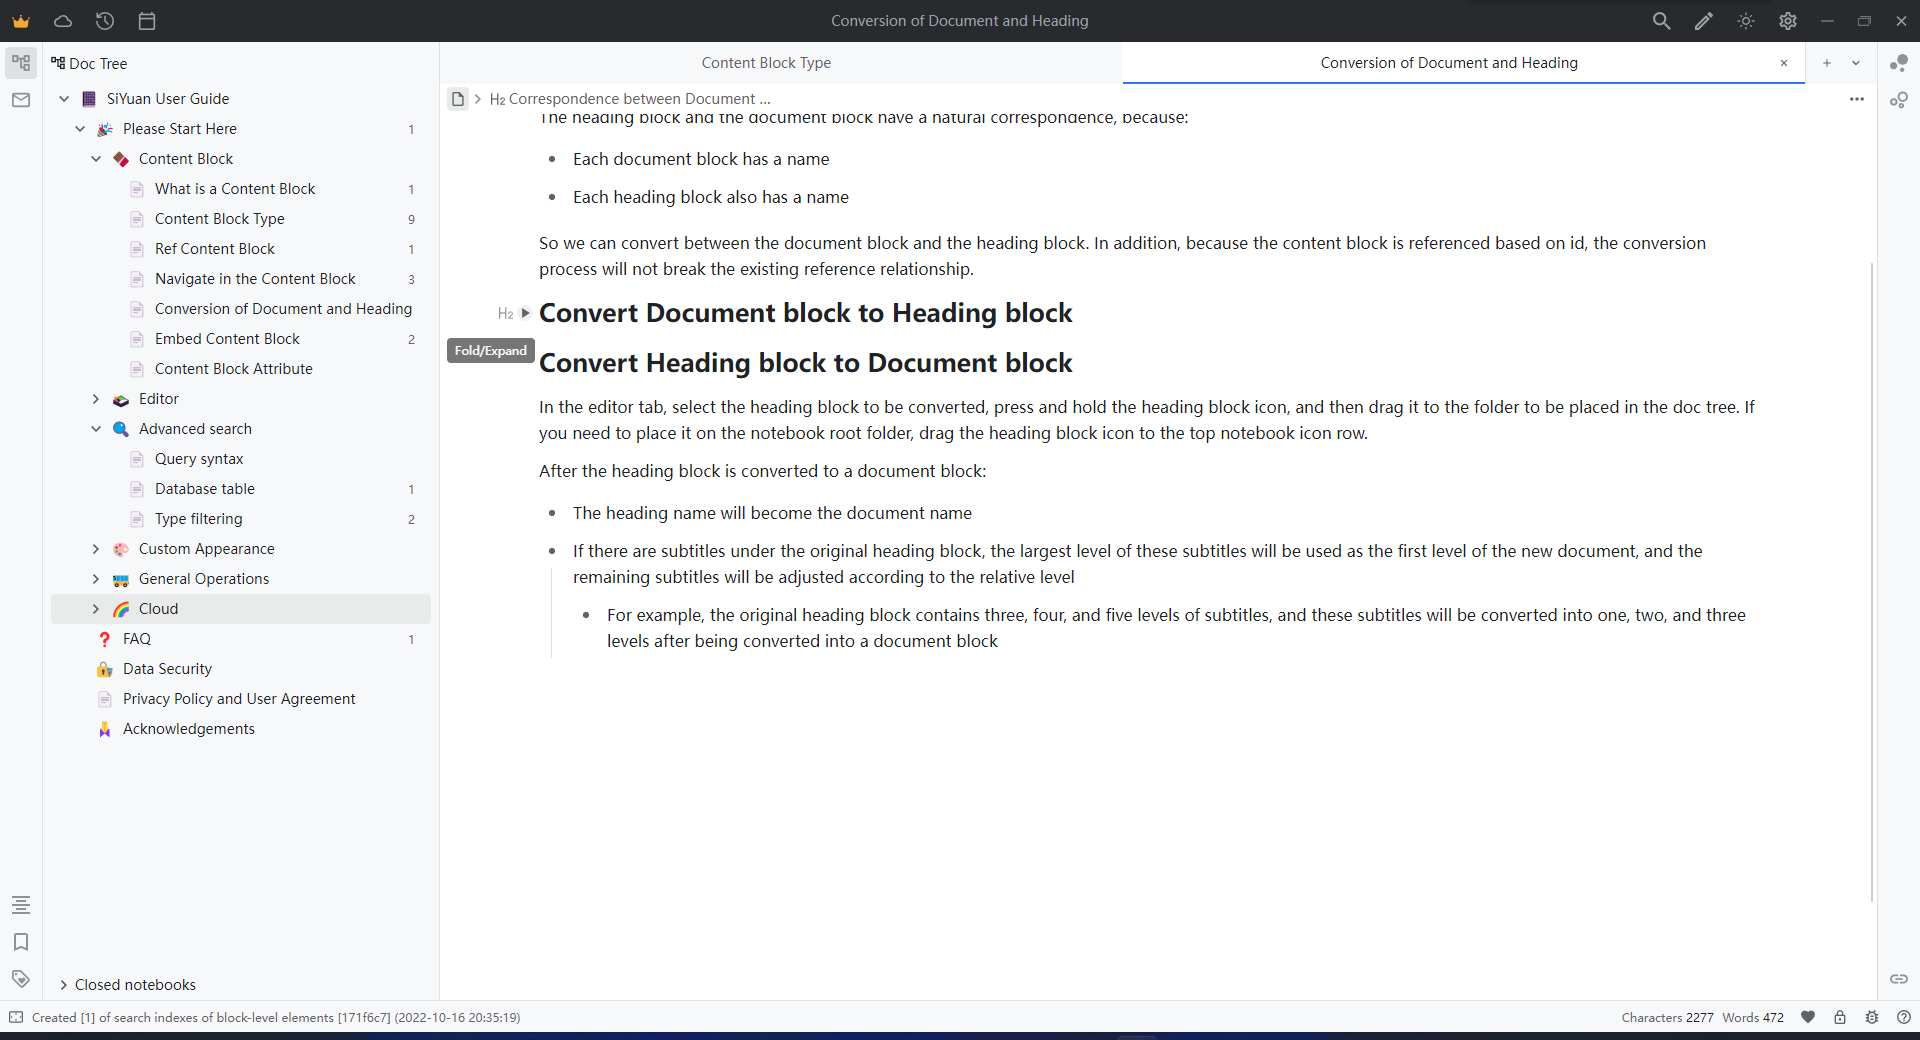 Conversion of Document and Heading
Doc Tree
SiYuan User Guide
Please Start Here 1
Content Block
What is a Content Block 1
Content Block Type 9
Ref Content Block 1
Navigate in the Content Block 3
Conversion of Document and Heading
Embed Content Block 2
Content Block Attribute
Editor
Advanced search
Query syntax
Database table 1
Type filtering 2
Custom Appearance
General Operations
Cloud
FAQ 1
Data Security
Privacy Policy and User Agreement
Acknowledgements
Closed notebooks
Content Block Type
Conversion of Document and Heading
H2 Correspondence between Document ...
The heading block and the document block have a natural correspondence, because:
Each document block has a name
Each heading block also has a name
So we can convert between the document block and the heading block. In addition, because the content block is referenced based on id, the conversion
process will not break the existing reference relationship.
H2 Convert Document block to Heading block
Fold/Expand
Convert Heading block to Document block
In the editor tab, select the heading block to be converted, press and hold the heading block icon, and then drag it to the folder to be placed in the doc tree. If
you need to place it on the notebook root folder, drag the heading block icon to the top notebook icon row.
After the heading block is converted to a document block:
The heading name will become the document name
If there are subtitles under the original heading block, the largest level of these subtitles will be used as the first level of the new document, and the
remaining subtitles will be adjusted according to the relative level
For example, the original heading block contains three, four, and five levels of subtitles, and these subtitles will be converted into one, two, and three
levels after being converted into a document block
Created [1] of search indexes of block-level elements [171f6c7] (2022-10-16 20:35:19)
Characters 2277 Words 472